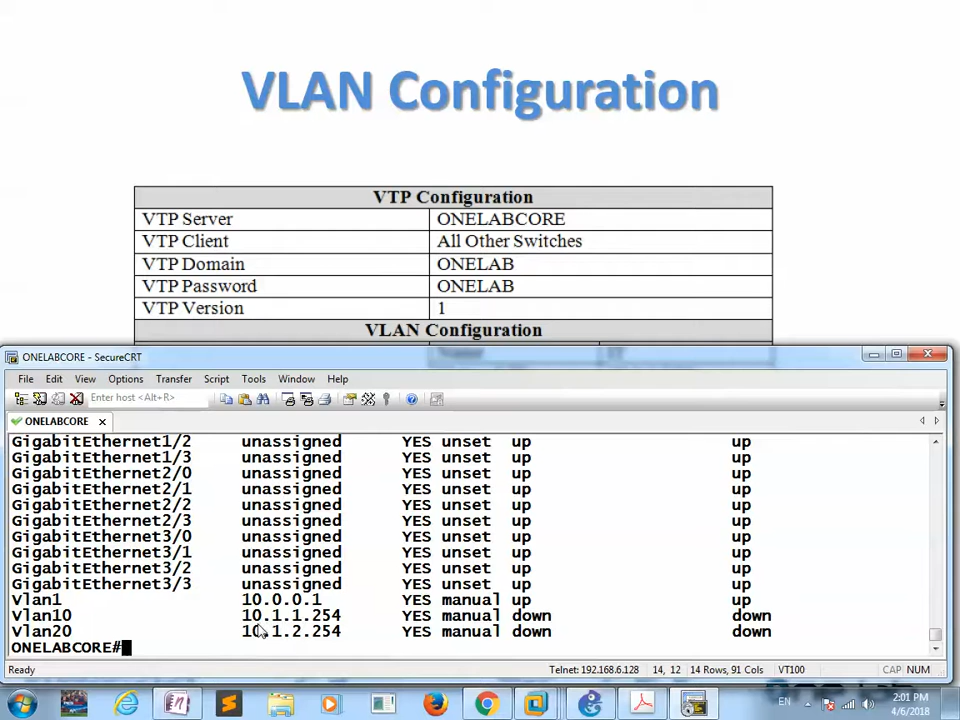 VLAN Configuration
VTP Configuration
VTP Server ONELABCORE
VTP Client All Other Switches
VTP Domain ONELAB
VTP Password ONELAB
VTP Version 1
VLAN Configuration
Name IT
ONELABCORE - SecureCRT
File Edit View Options Transfer Script Tools Window Help
Enter host <Alt+R>
ONELABCORE
GigabitEthernet1/2 unassigned YES unset up up
GigabitEthernet1/3 unassigned YES unset up up
GigabitEthernet2/0 unassigned YES unset up up
GigabitEthernet2/1 unassigned YES unset up up
GigabitEthernet2/2 unassigned YES unset up up
GigabitEthernet2/3 unassigned YES unset up up
GigabitEthernet3/0 unassigned YES unset up up
GigabitEthernet3/1 unassigned YES unset up up
GigabitEthernet3/2 unassigned YES unset up up
GigabitEthernet3/3 unassigned YES unset up up
Vlan1 10.0.0.1 YES manual up up
Vlan10 10.1.1.254 YES manual down down
Vlan20 10.1.2.254 YES manual down down
ONELABCORE#
Ready Telnet: 192.168.6.128 14, 12 14 Rows, 91 Cols VT100 CAP NUM
EN 2:01 PM
4/6/2018